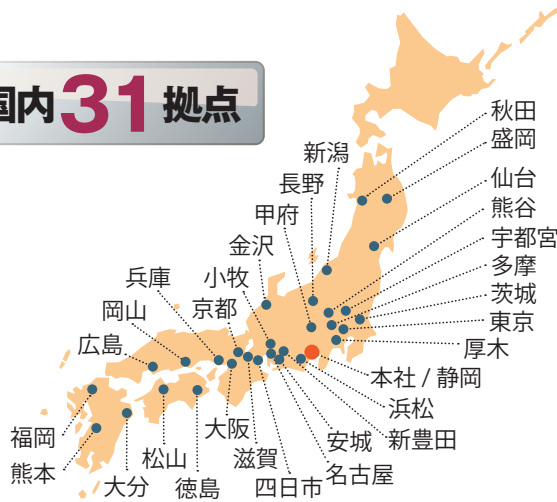 国内31拠点
秋田
盛岡
新潟
仙台
長野
熊谷
甲府
宇都宮
金沢
多摩
兵庫
小牧
茨城
岡山
京都
東京
広島
厚木
本社 / 静岡
浜松
福岡
大阪
安城
新豊田
熊本
松山
滋賀
名古屋
大分
徳島
四日市